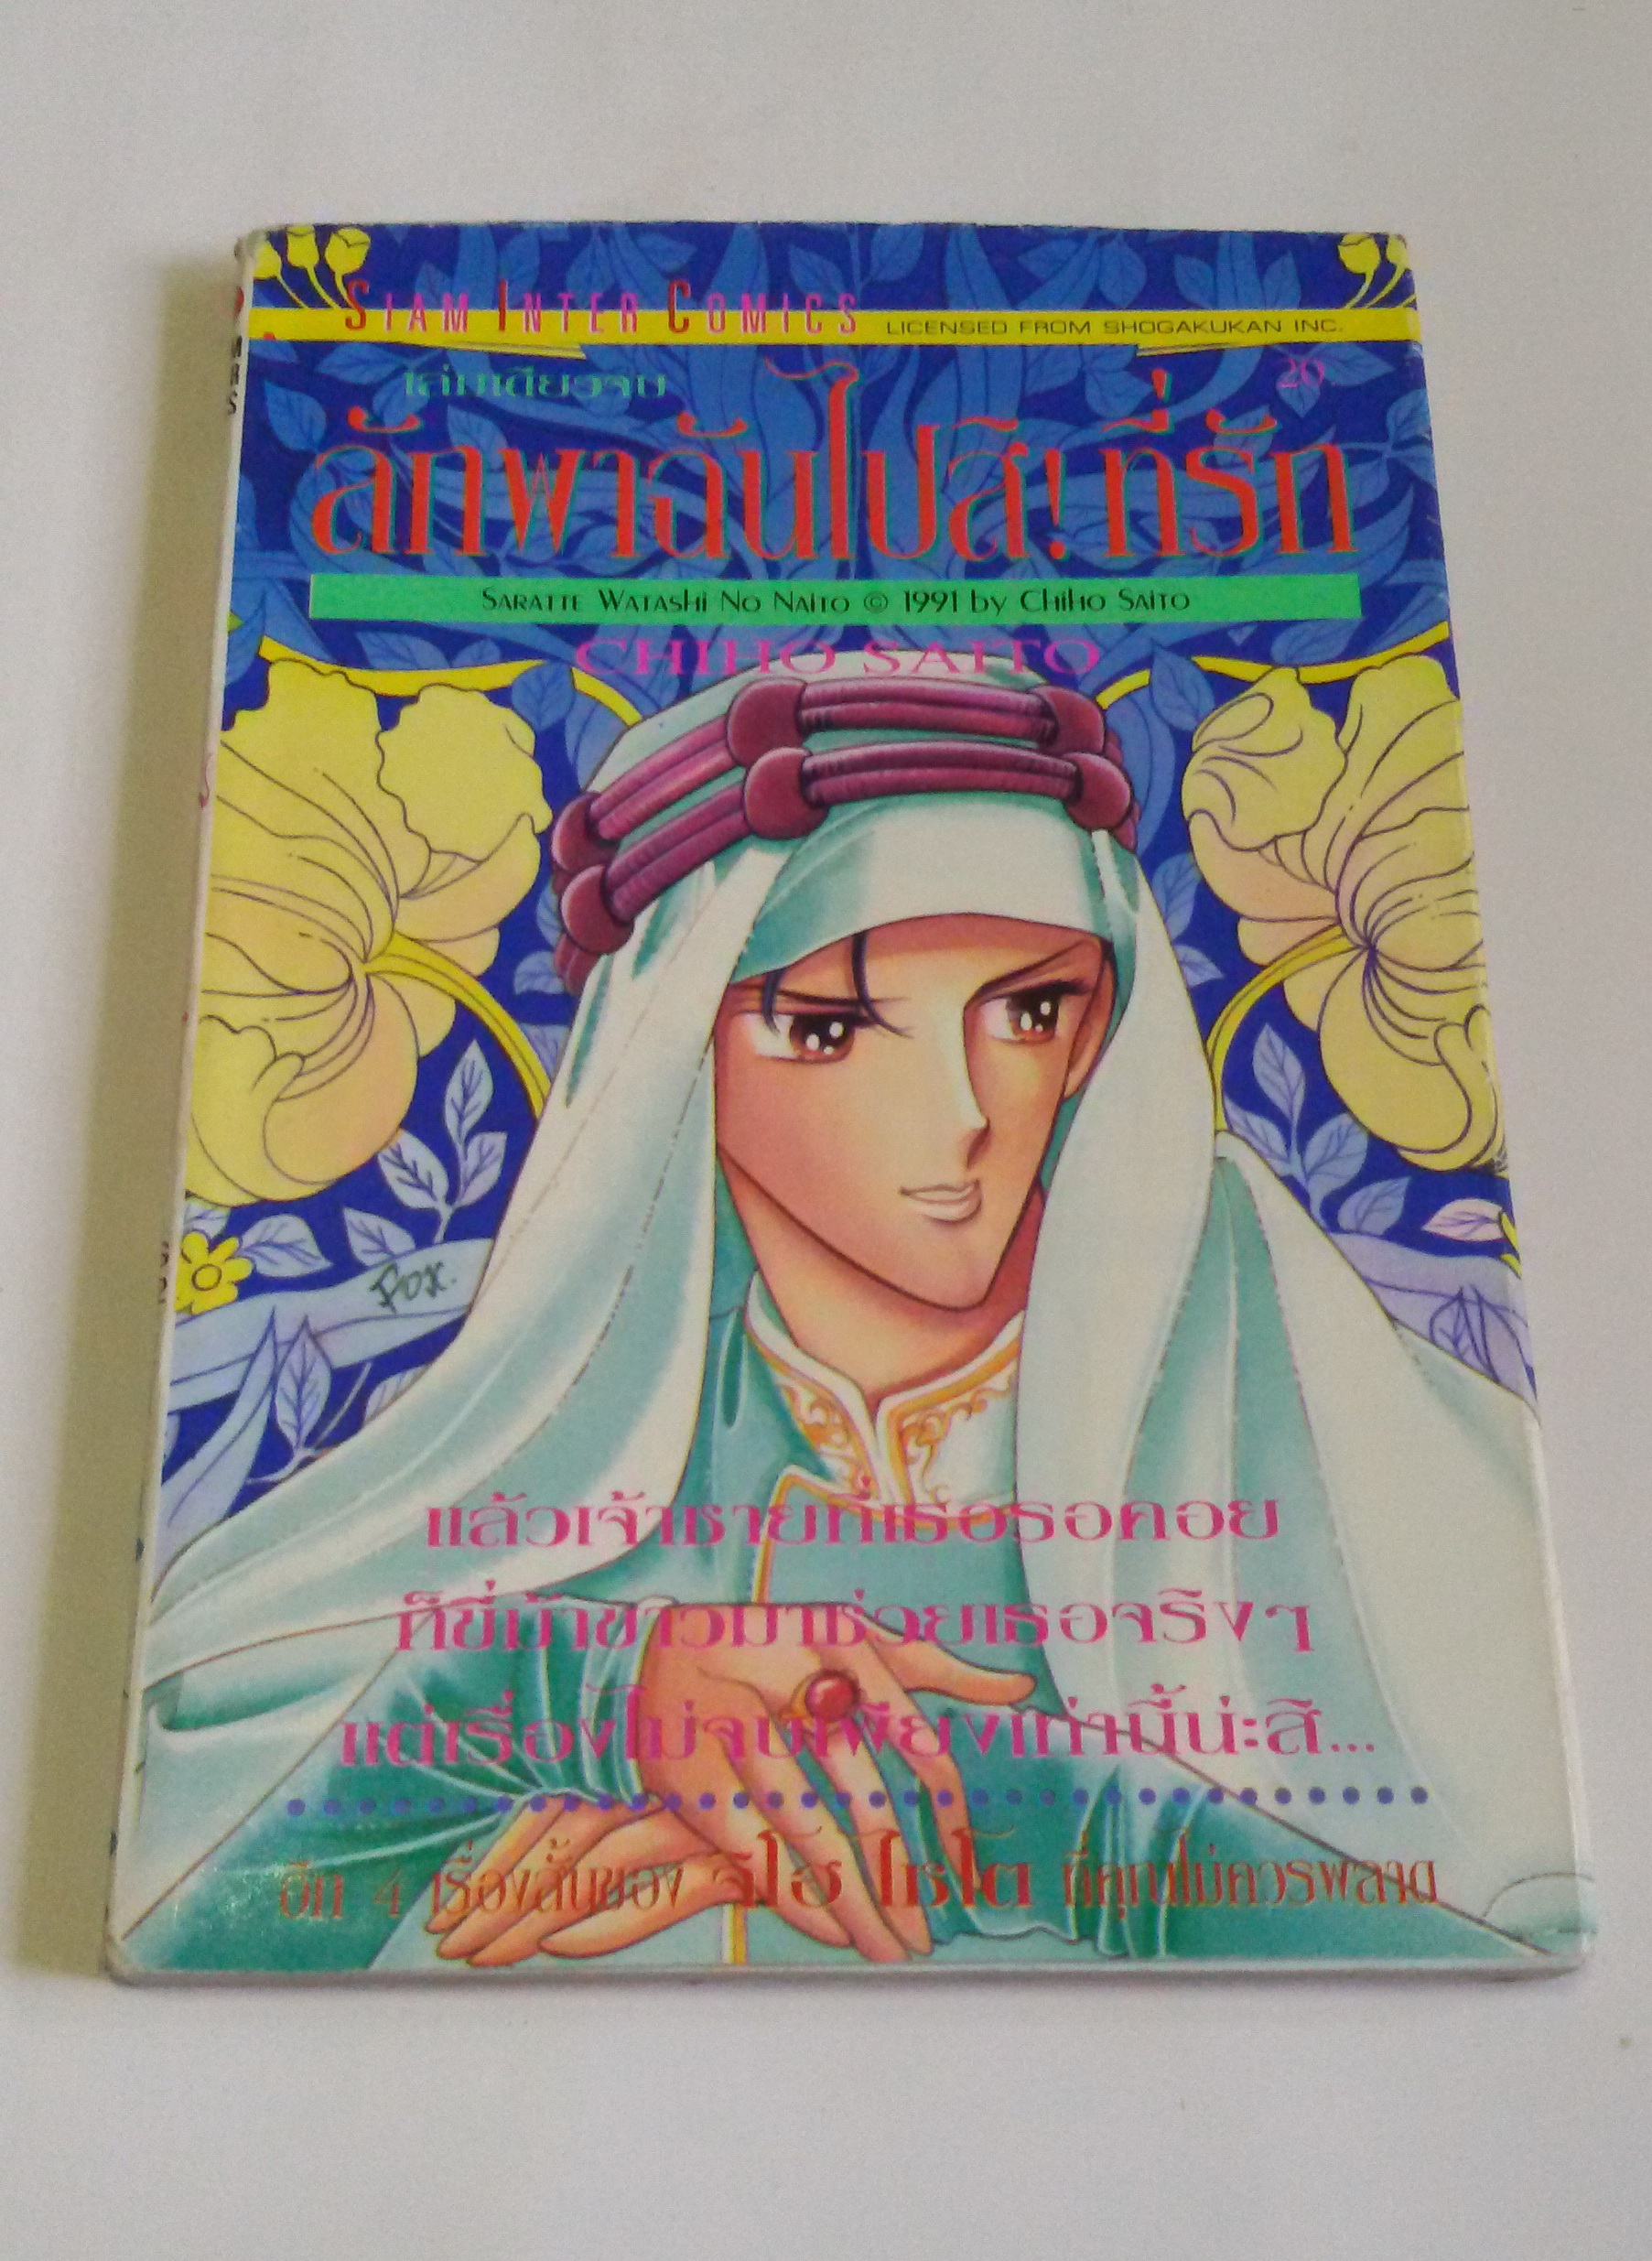 SIAM INTER COMICS LICENSED FROM SHOGAKUKAN INC.
เล่มเดียวจบ 20
ลักพาฉันไปสิ! ที่รัก
SARATTE WATASHI NO NAITO © 1991 by CHIHO SAITO
CHIHO SAITO
Fox.
แล้วเจ้าชายที่เธอรอคอย
ก็ขี่ม้าขาวมาช่วยเธอจริงๆ
แต่เรื่องไม่จบเพียงเท่านี้น่ะสิ...
อีก 4 เรื่องสั้นของ จิโฮ ไซโต ที่คุณไม่ควรพลาด